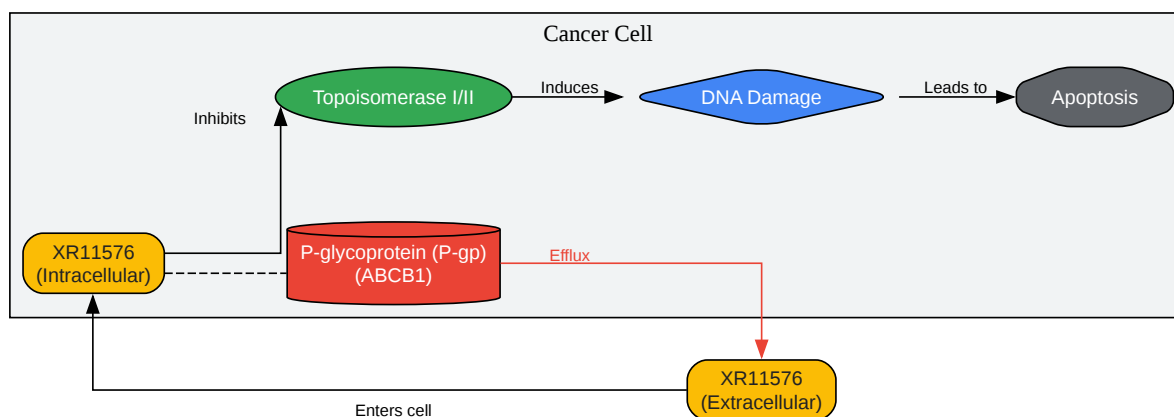 Cancer Cell
Topoisomerase I/II
Induces
DNA Damage
Leads to
Apoptosis
Inhibits
XR11576
(Intracellular)
P-glycoprotein (P-gp)
(ABCB1)
Efflux
XR11576
(Extracellular)
Enters cell